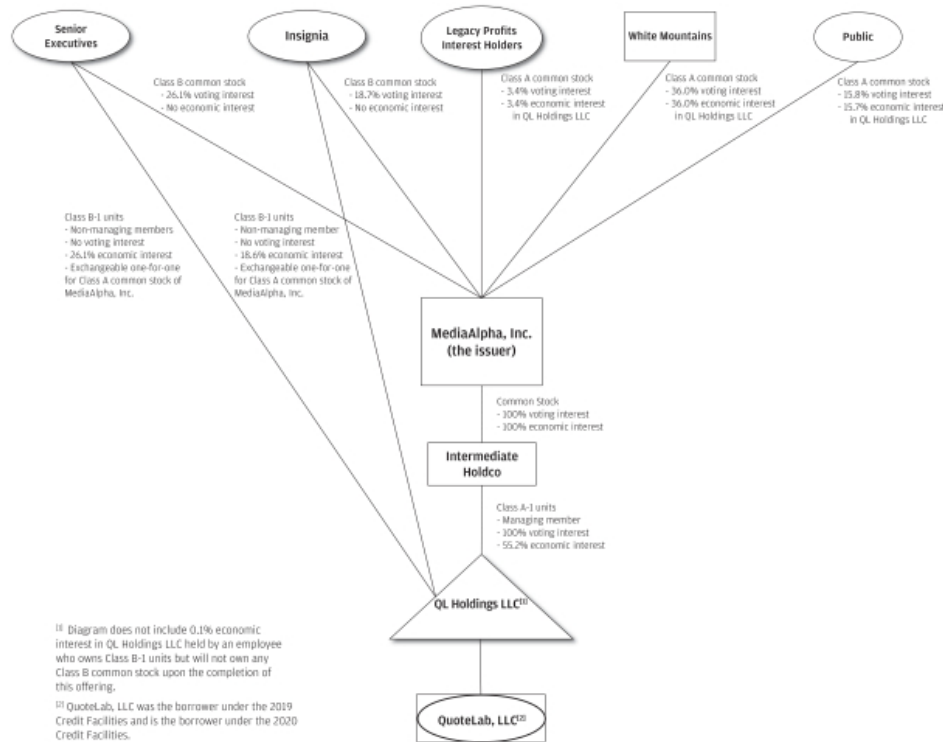 Senior
Executives
Insignia
Legacy Profits
Interest Holders
White Mountains
Public
Class B common stock
- 26.1% voting interest
- No economic interest
Class B common stock
- 18.7% voting interest
- No economic interest
Class A common stock
- 3.4% voting interest
- 3.4% economic interest
in QL Holdings LLC
Class A common stock
- 36.0% voting interest
- 36.0% economic interest
in QL Holdings LLC
Class A common stock
- 15.8% voting interest
- 15.7% economic interest
in QL Holdings LLC
Class B-1 units
- Non-managing members
- No voting interest
- 26.1% economic interest
- Exchangeable one-for-one
for Class A common stock of
MediaAlpha, Inc.
Class B-1 units
- Non-managing member
- No voting interest
- 18.6% economic interest
- Exchangeable one-for-one
for Class A common stock of
MediaAlpha, Inc.
MediaAlpha, Inc.
(the issuer)
Common Stock
- 100% voting interest
- 100% economic interest
Intermediate
Holdco
Class A-1 units
- Managing member
- 100% voting interest
- 55.2% economic interest
QL Holdings LLC[1]
[1] Diagram does not include 0.1% economic
interest in QL Holdings LLC held by an employee
who owns Class B-1 units but will not own any
Class B common stock upon the completion of
this offering.
[2] QuoteLab, LLC was the borrower under the 2019
Credit Facilities and is the borrower under the 2020
Credit Facilities.
QuoteLab, LLC[2]